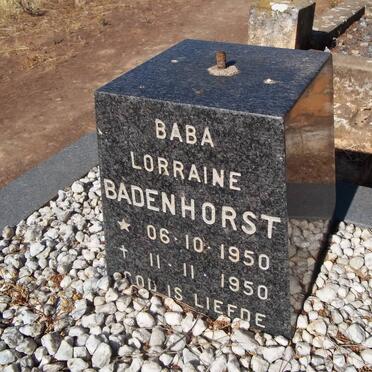 BABA
LORRAINE
BADENHORST
★ 06·10·1950
✝ 11·11·1950
GOD IS LIEFDE